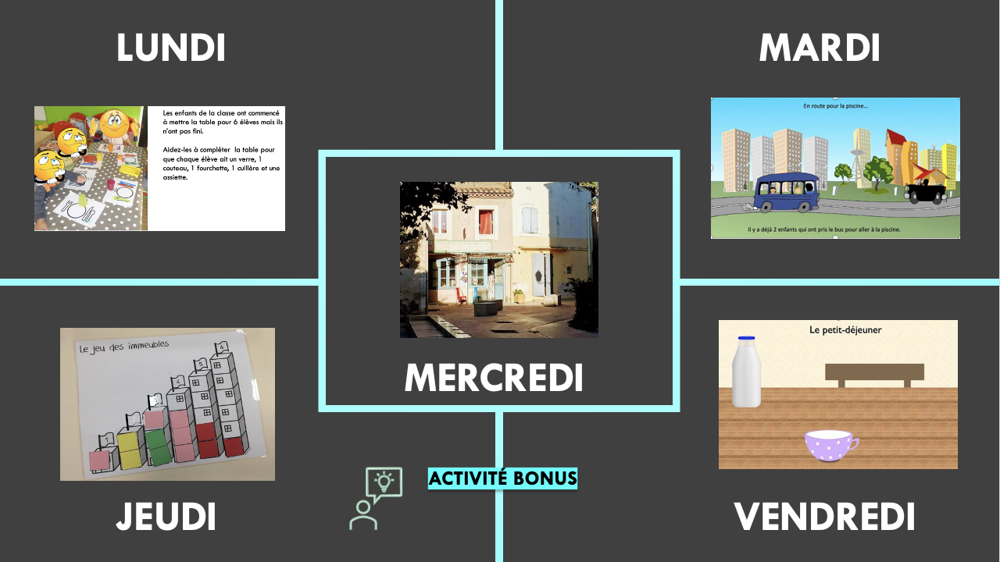 LUNDI
Les enfants de la classe ont commencé
à mettre la table pour 6 élèves mais ils
n'ont pas fini.
Aidez-les à compléter la table pour
que chaque élève ait un verre, 1
couteau, 1 fourchette, 1 cuillère et une
assiette.
MARDI
En route pour la piscine...
Il y a déjà 2 enfants qui ont pris le bus pour aller à la piscine.
MERCREDI
Le jeu des immeubles
1
4
5
6
JEUDI
ACTIVITÉ BONUS
Le petit-déjeuner
VENDREDI